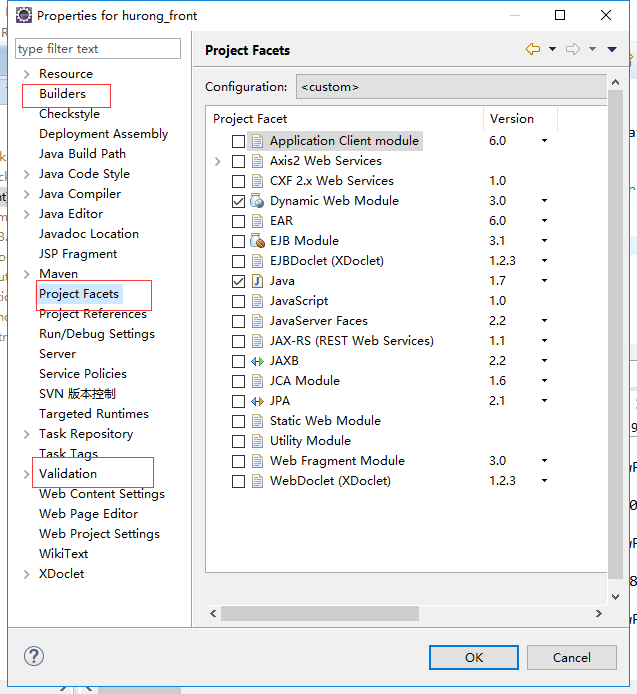 Properties for hurong_front
type filter text
Resource
Builders
Checkstyle
Deployment Assembly
Java Build Path
Java Code Style
Java Compiler
Java Editor
Javadoc Location
JSP Fragment
Maven
Project Facets
Project References
Run/Debug Settings
Server
Service Policies
SVN 版本控制
Targeted Runtimes
Task Repository
Task Tags
Validation
Web Content Settings
Web Page Editor
Web Project Settings
WikiText
XDoclet
Project Facets
Configuration: <custom>
Project Facet Version
Application Client module 6.0
Axis2 Web Services
CXF 2.x Web Services 1.0
Dynamic Web Module 3.0
EAR 6.0
EJB Module 3.1
EJBDoclet (XDoclet) 1.2.3
Java 1.7
JavaScript 1.0
JavaServer Faces 2.2
JAX-RS (REST Web Services) 1.1
JAXB 2.2
JCA Module 1.6
JPA 2.1
Static Web Module
Utility Module
Web Fragment Module 3.0
WebDoclet (XDoclet) 1.2.3
OK Cancel